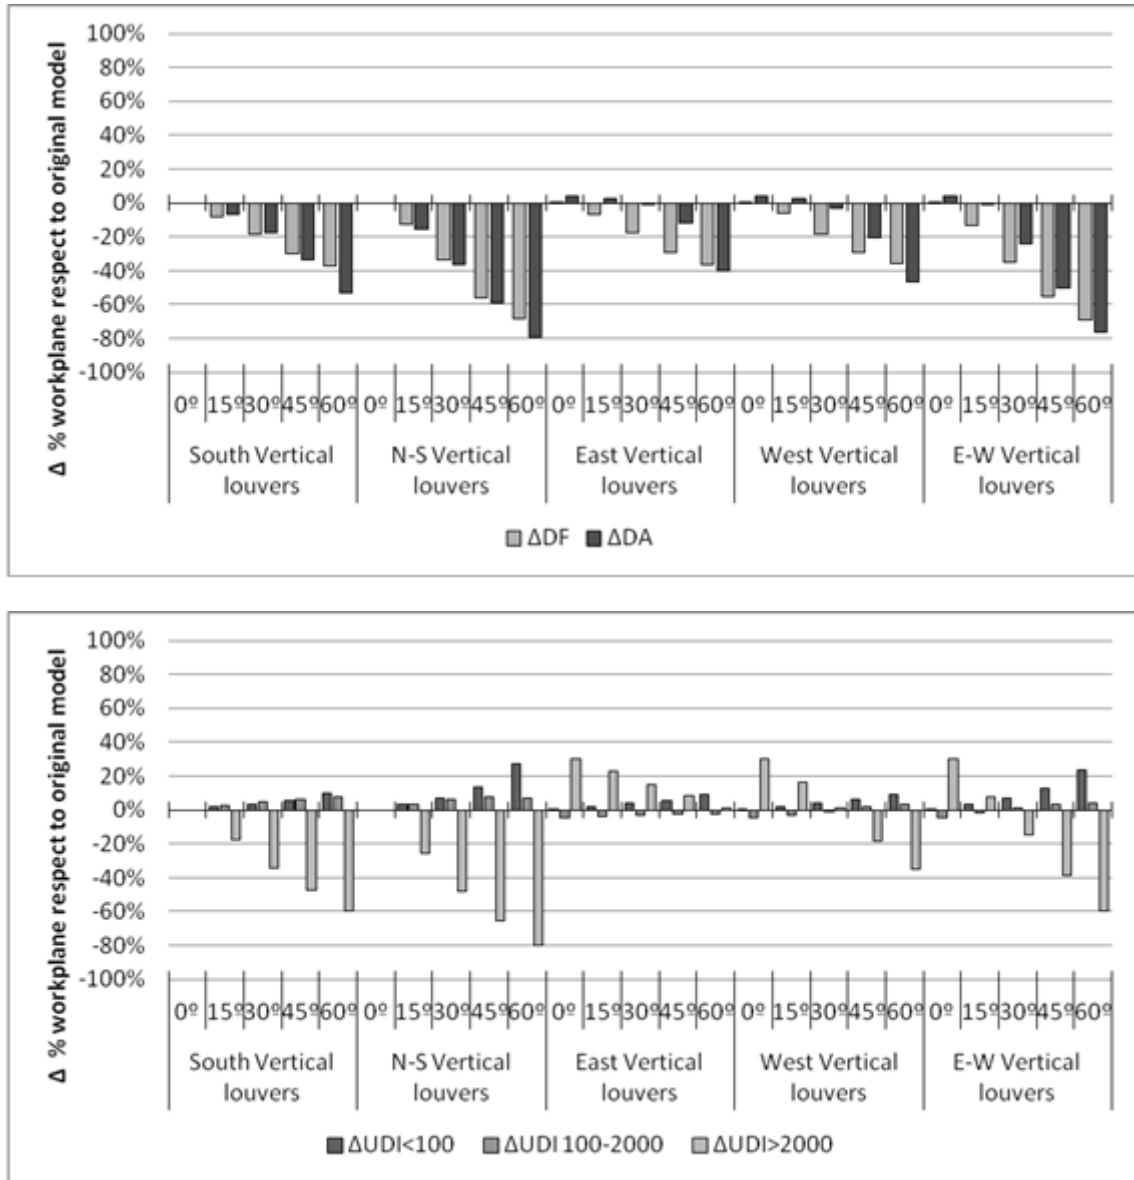 Δ % workplane respect to original model
100%
80%
60%
40%
20%
0%
-20%
-40%
-60%
-80%
-100%
0º 15º 30º 45º 60º 0º 15º 30º 45º 60º 0º 15º 30º 45º 60º 0º 15º 30º 45º 60º 0º 15º 30º 45º 60º
South Vertical N-S Vertical East Vertical West Vertical E-W Vertical
louvers louvers louvers louvers louvers
ΔDF ΔDA
Δ % workplane respect to original model
100%
80%
60%
40%
20%
0%
-20%
-40%
-60%
-80%
-100%
0º 15º 30º 45º 60º 0º 15º 30º 45º 60º 0º 15º 30º 45º 60º 0º 15º 30º 45º 60º 0º 15º 30º 45º 60º
South Vertical N-S Vertical East Vertical West Vertical E-W Vertical
louvers louvers louvers louvers louvers
ΔUDI<100 ΔUDI 100-2000 ΔUDI>2000